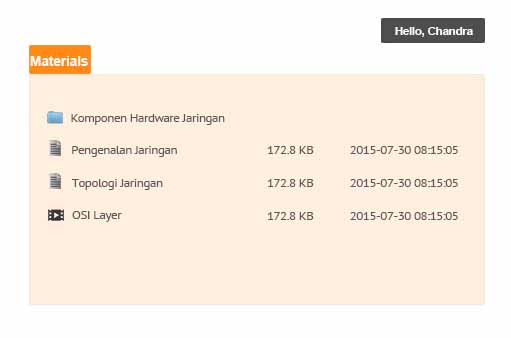 Hello, Chandra
Materials
Komponen Hardware Jaringan
Pengenalan Jaringan 172.8 KB 2015-07-30 08:15:05
Topologi Jaringan 172.8 KB 2015-07-30 08:15:05
OSI Layer 172.8 KB 2015-07-30 08:15:05